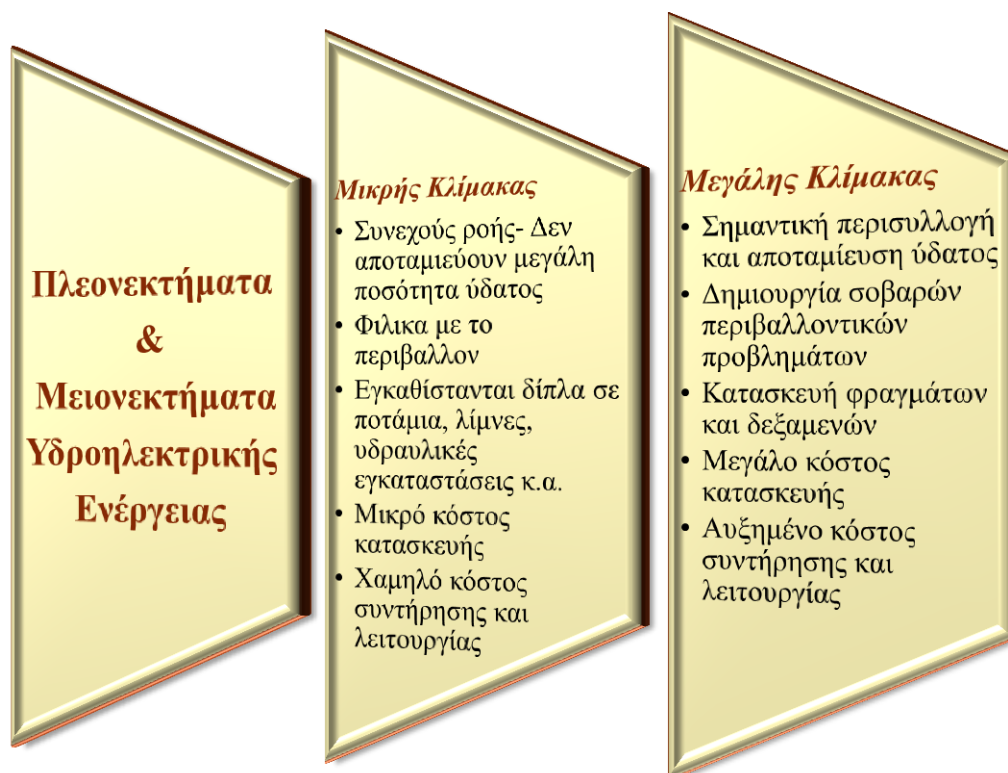 Πλεονεκτήματα
&
Μειονεκτήματα
Υδροηλεκτρικής
Ενέργειας
Μικρής Κλίμακας
• Συνεχούς ροής- Δεν
αποταμιεύουν μεγάλη
ποσότητα ύδατος
• Φιλικα με το
περιβαλλον
• Εγκαθίστανται δίπλα σε
ποτάμια, λίμνες,
υδραυλικές
εγκαταστάσεις κ.α.
• Μικρό κόστος
κατασκευής
• Χαμηλό κόστος
συντήρησης και
λειτουργίας
Μεγάλης Κλίμακας
• Σημαντική περισυλλογή
και αποταμίευση ύδατος
• Δημιουργία σοβαρών
περιβαλλοντικών
προβλημάτων
• Κατασκευή φραγμάτων
και δεξαμενών
• Μεγάλο κόστος
κατασκευής
• Αυξημένο κόστος
συντήρησης και
λειτουργίας